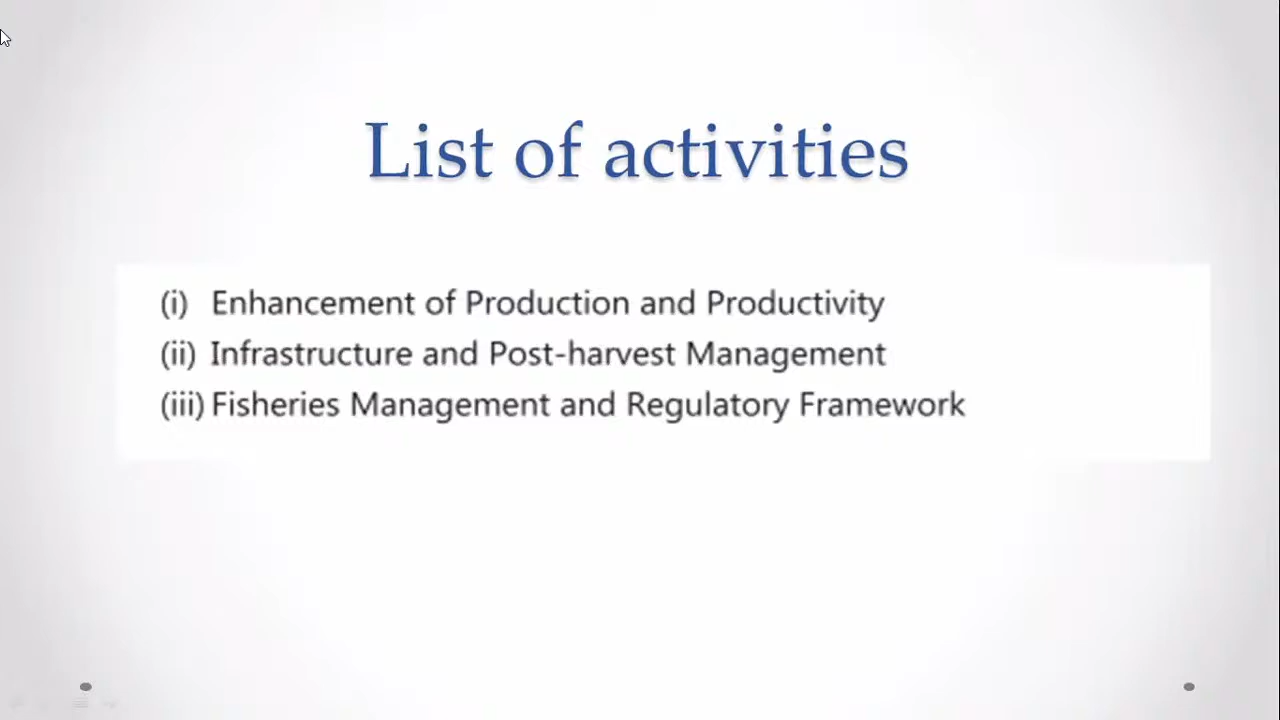 List of activities
(i) Enhancement of Production and Productivity
(ii) Infrastructure and Post-harvest Management
(iii) Fisheries Management and Regulatory Framework